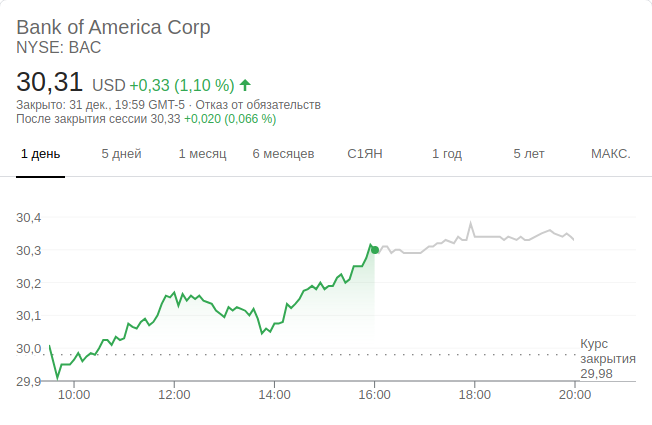 Bank of America Corp
NYSE: BAC
30,31 USD +0,33 (1,10 %)
Закрыто: 31 дек., 19:59 GMT-5 · Отказ от обязательств
После закрытия сессии 30,33 +0,020 (0,066 %)
1 день 5 дней 1 месяц 6 месяцев С1ЯН 1 год 5 лет МАКС.
30,4
30,3
30,2
30,1
30,0
Курс
закрытия
29,98
29,9
10:00 12:00 14:00 16:00 18:00 20:00